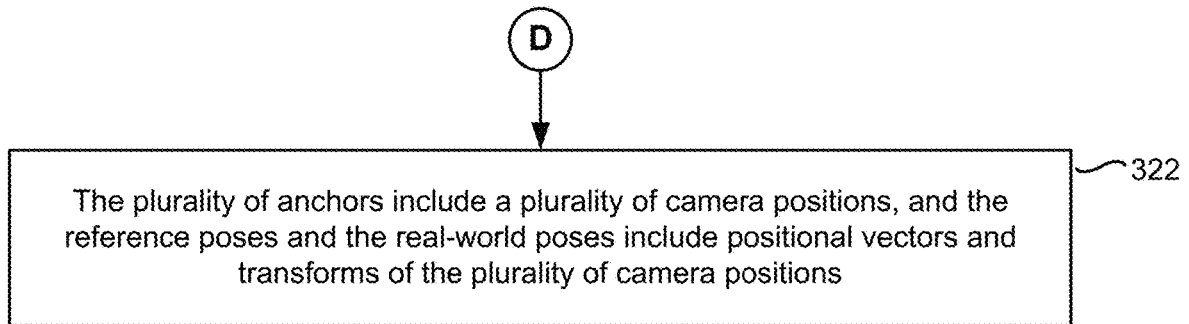 D
The plurality of anchors include a plurality of camera positions, and the
reference poses and the real-world poses include positional vectors and
transforms of the plurality of camera positions
322